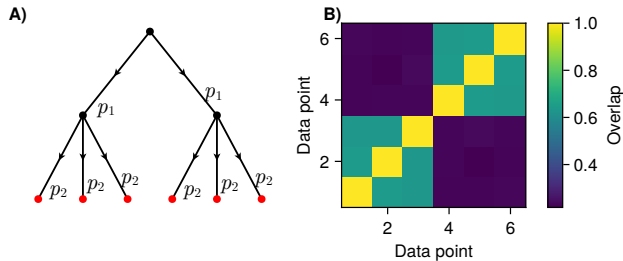 A)
p₁
p₁
p₂
p₂
p₂
p₂
p₂
p₂
B)
6
4
2
Data point
2
4
6
Data point
1.0
0.8
0.6
0.4
Overlap